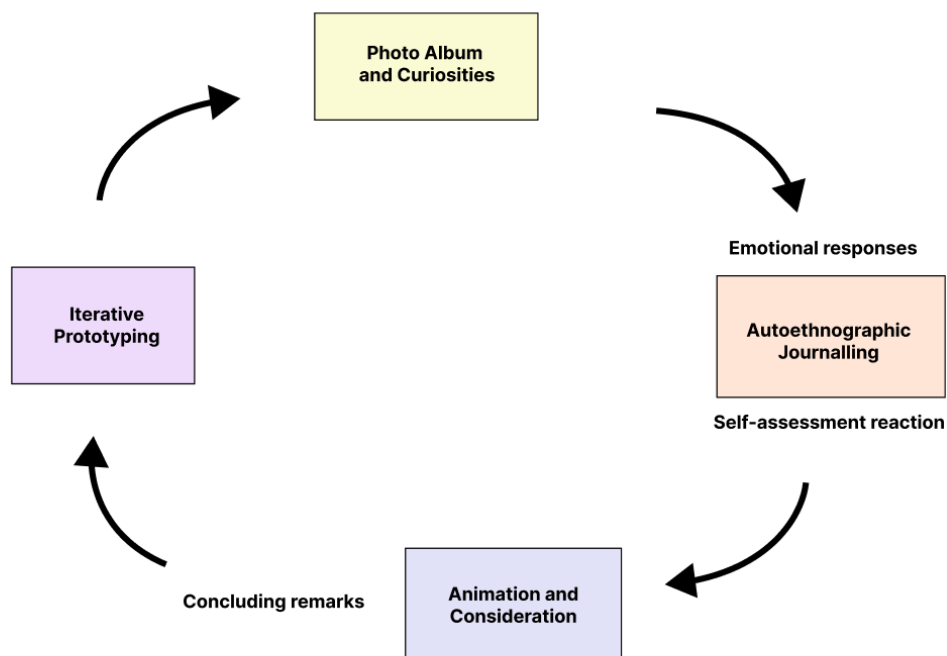 Photo Album
and Curiosities
Emotional responses
Iterative
Prototyping
Autoethnographic
Journalling
Self-assessment reaction
Concluding remarks
Animation and
Consideration